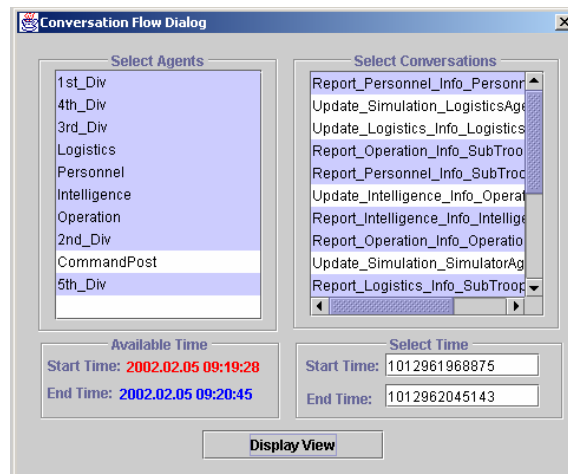 Conversation Flow Dialog
Select Agents
1st_Div
4th_Div
3rd_Div
Logistics
Personnel
Intelligence
Operation
2nd_Div
CommandPost
5th_Div
Select Conversations
Report_Personnel_Info_Personr
Update_Simulation_LogisticsAge
Update_Logistics_Info_Logistics
Report_Operation_Info_SubTroo
Report_Personnel_Info_SubTroc
Update_Intelligence_Info_Operat
Report_Intelligence_Info_Intellige
Report_Operation_Info_Operatio
Update_Simulation_SimulatorAg
Report_Logistics_Info_SubTroop
Available Time
Start Time: 2002.02.05 09:19:28
End Time: 2002.02.05 09:20:45
Select Time
Start Time: 1012961968875
End Time: 1012962045143
Display View